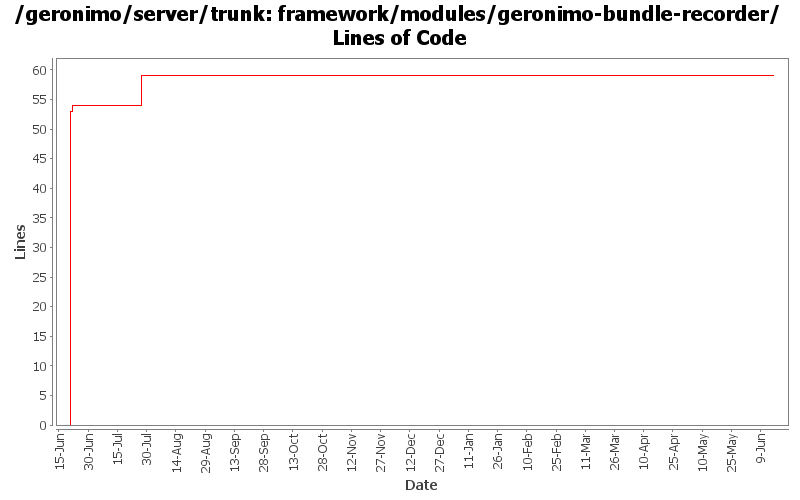 /geronimo/server/trunk: framework/modules/geronimo-bundle-recorder/
Lines of Code
60
55
50
45
40
35
30
25
20
15
10
5
0
Lines
15-Jun
30-Jun
15-Jul
30-Jul
14-Aug
29-Aug
13-Sep
28-Sep
13-Oct
28-Oct
12-Nov
27-Nov
12-Dec
27-Dec
11-Jan
26-Jan
10-Feb
25-Feb
11-Mar
26-Mar
10-Apr
25-Apr
10-May
25-May
9-Jun
Date